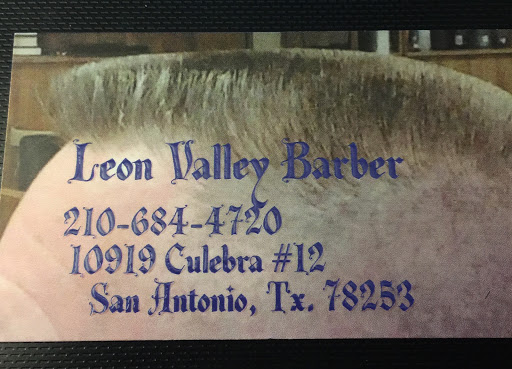 Leon Valley Barber
210-684-4720
10919 Culebra #12
San Antonio, Tx. 78253